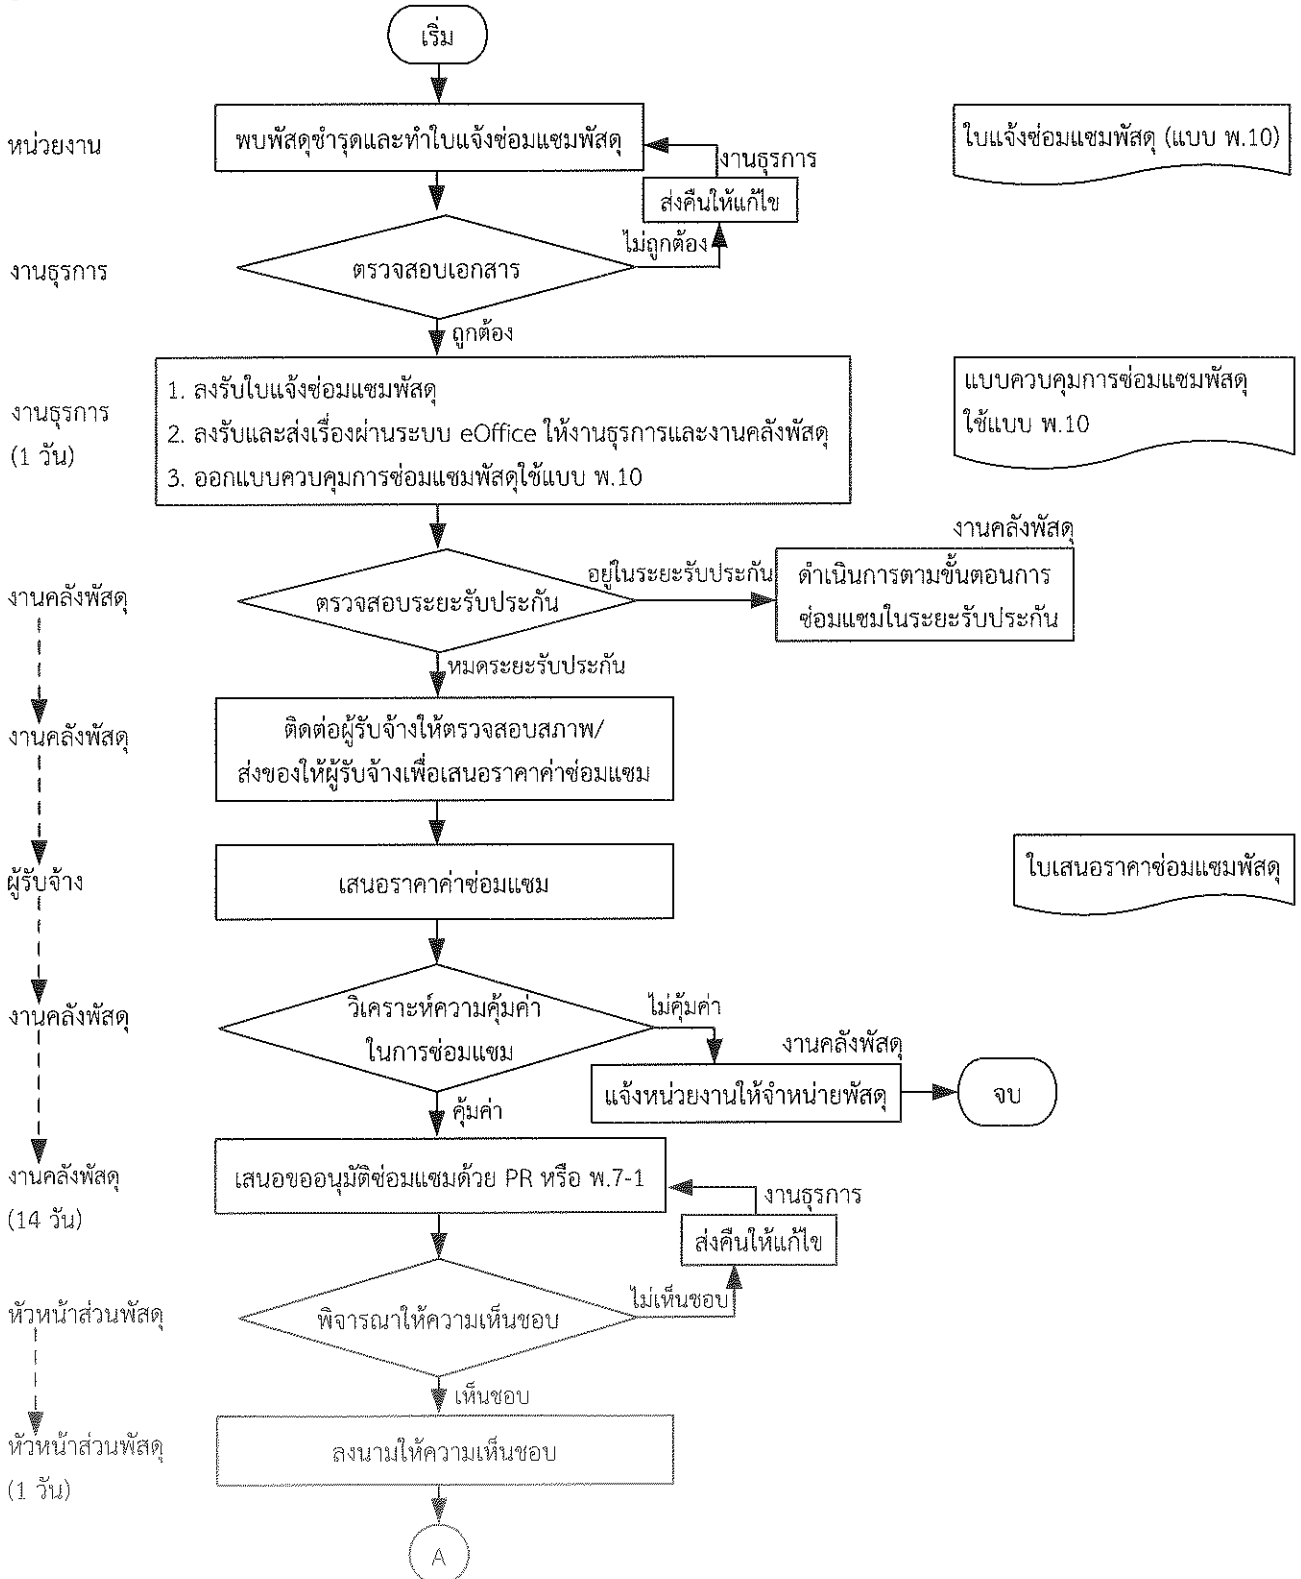 เริ่ม
หน่วยงาน
พบพัสดุชำรุดและทำใบแจ้งซ่อมแซมพัสดุ
ใบแจ้งซ่อมแซมพัสดุ (แบบ พ.10)
งานธุรการ
ส่งคืนให้แก้ไข
ไม่ถูกต้อง
งานธุรการ
ตรวจสอบเอกสาร
ถูกต้อง
งานธุรการ
(1 วัน)
1. ลงรับใบแจ้งซ่อมแซมพัสดุ
2. ลงรับและส่งเรื่องผ่านระบบ eOffice ให้งานธุรการและงานคลังพัสดุ
3. ออกแบบควบคุมการซ่อมแซมพัสดุใช้แบบ พ.10
แบบควบคุมการซ่อมแซมพัสดุ
ใช้แบบ พ.10
งานคลังพัสดุ
ตรวจสอบระยะรับประกัน
อยู่ในระยะรับประกัน
งานคลังพัสดุ
ดำเนินการตามขั้นตอนการ
ซ่อมแซมในระยะรับประกัน
หมดระยะรับประกัน
งานคลังพัสดุ
ติดต่อผู้รับจ้างให้ตรวจสอบสภาพ/
ส่งของให้ผู้รับจ้างเพื่อเสนอราคาค่าซ่อมแซม
ผู้รับจ้าง
เสนอราคาค่าซ่อมแซม
ใบเสนอราคาซ่อมแซมพัสดุ
งานคลังพัสดุ
วิเคราะห์ความคุ้มค่า
ในการซ่อมแซม
ไม่คุ้มค่า
งานคลังพัสดุ
แจ้งหน่วยงานให้จำหน่ายพัสดุ
จบ
คุ้มค่า
งานคลังพัสดุ
(14 วัน)
เสนอขออนุมัติซ่อมแซมด้วย PR หรือ พ.7-1
งานธุรการ
ส่งคืนให้แก้ไข
ไม่เห็นชอบ
หัวหน้าส่วนพัสดุ
พิจารณาให้ความเห็นชอบ
เห็นชอบ
หัวหน้าส่วนพัสดุ
(1 วัน)
ลงนามให้ความเห็นชอบ
A